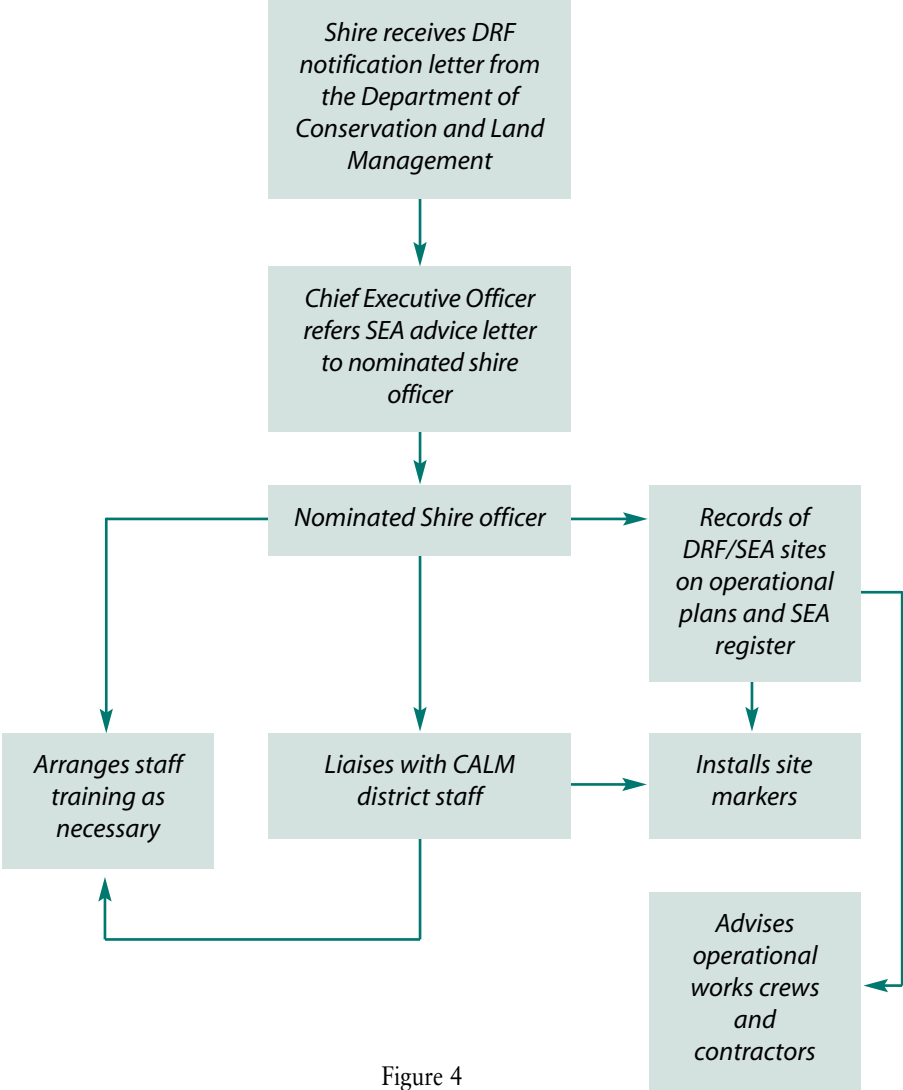 Shire receives DRF
notification letter from
the Department of
Conservation and Land
Management
Chief Executive Officer
refers SEA advice letter
to nominated shire
officer
Nominated Shire officer
Records of
DRF/SEA sites
on operational
plans and SEA
register
Arranges staff
training as
necessary
Liaises with CALM
district staff
Installs site
markers
Advises
operational
works crews
and
contractors
Figure 4